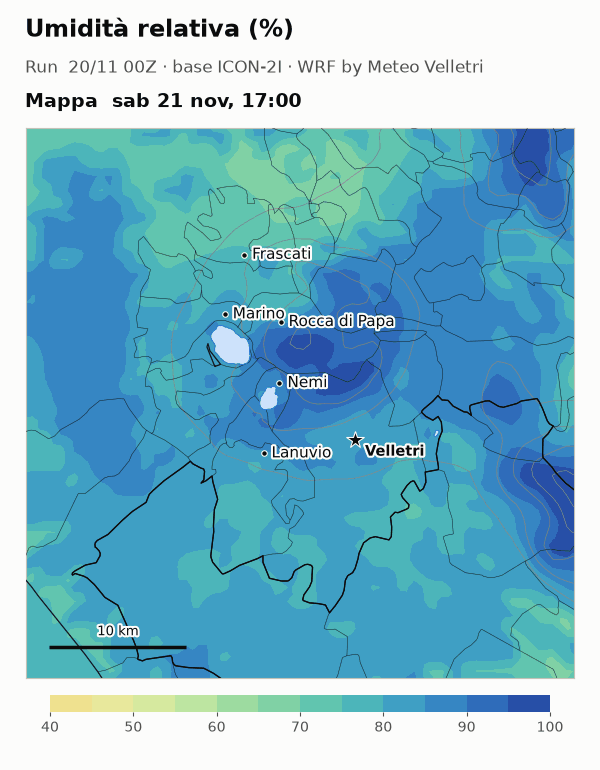 Umidità relativa (%)
Run  20/11 00Z · base ICON-2I · WRF by Meteo Velletri
Mappa  sab 21 nov, 17:00
Frascati
Marino
Rocca di Papa
Nemi
Velletri
Lanuvio
10 km
40 50 60 70 80 90 100